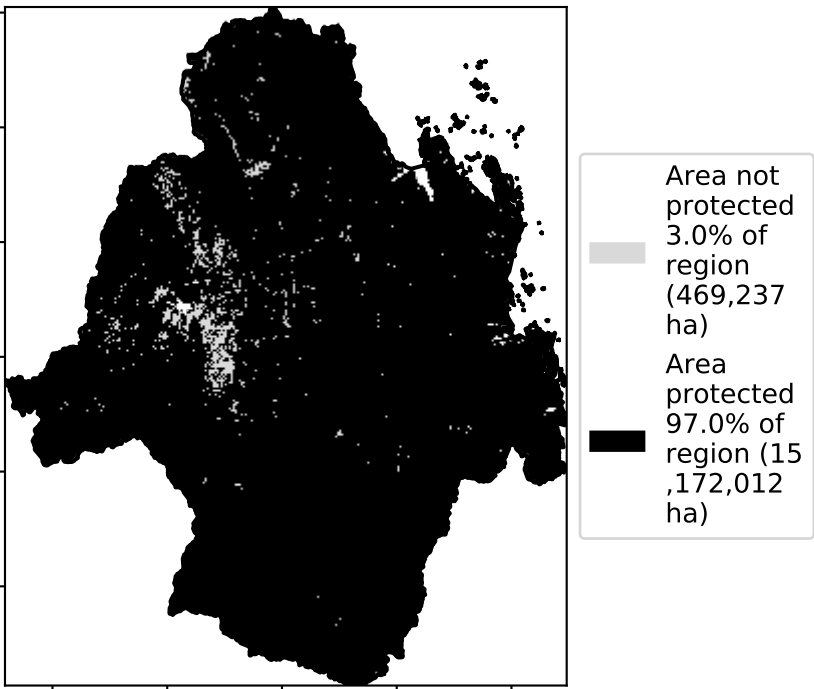 Area not
protected
3.0% of
region
(469,237
ha)
Area
protected
97.0% of
region (15
,172,012
ha)